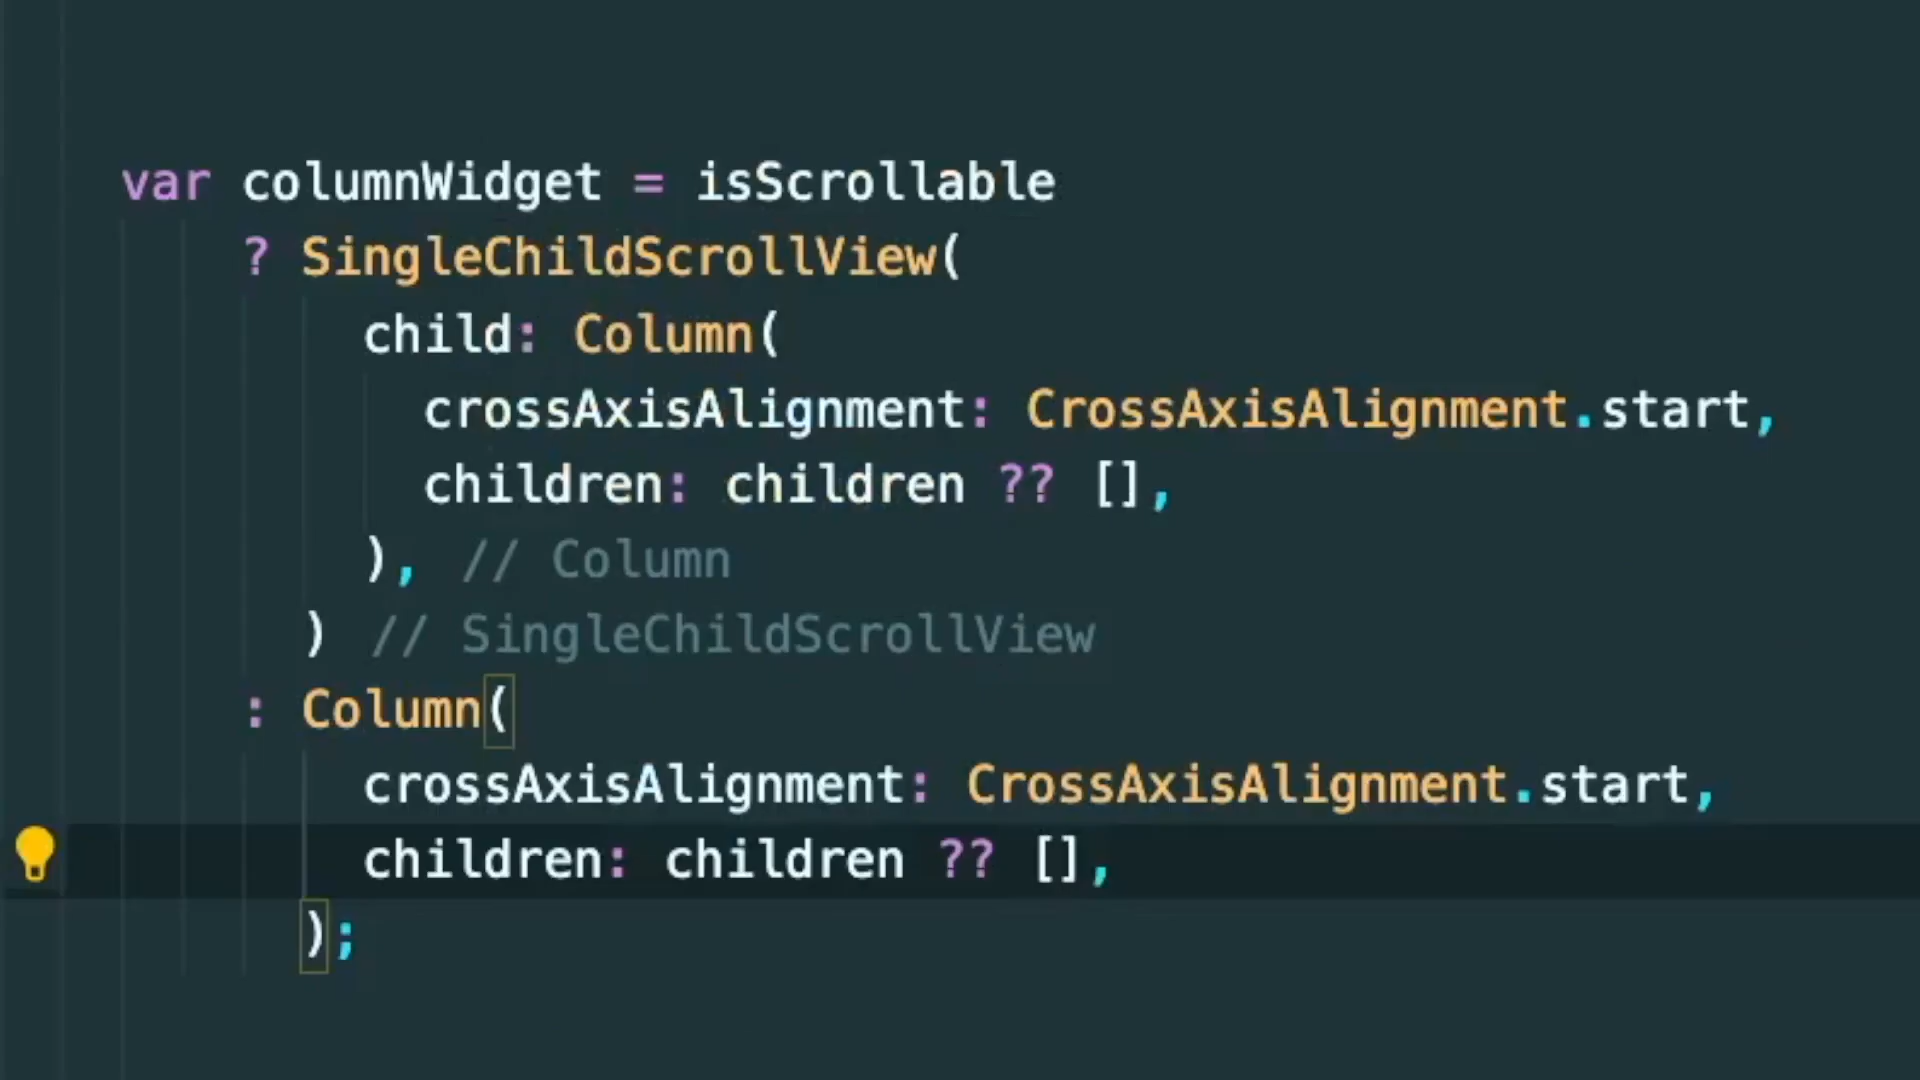 var columnWidget = isScrollable
? SingleChildScrollView(
child: Column(
crossAxisAlignment: CrossAxisAlignment.start,
children: children ?? [],
), // Column
) // SingleChildScrollView
: Column(
crossAxisAlignment: CrossAxisAlignment.start,
children: children ?? [],
);